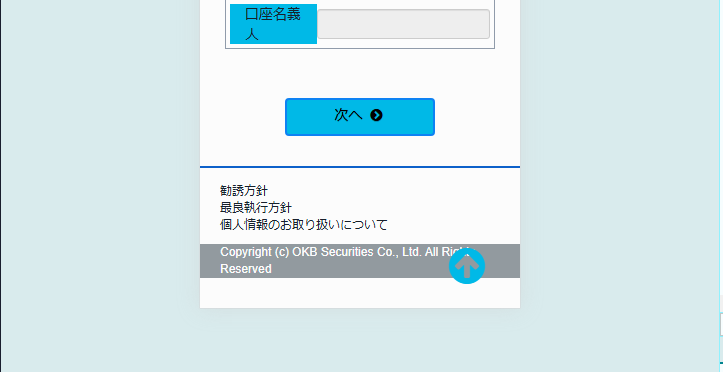 口座名義
人
次へ
勧誘方針
最良執行方針
個人情報のお取り扱いについて
Copyright (c) OKB Securities Co., Ltd. All Rights
Reserved